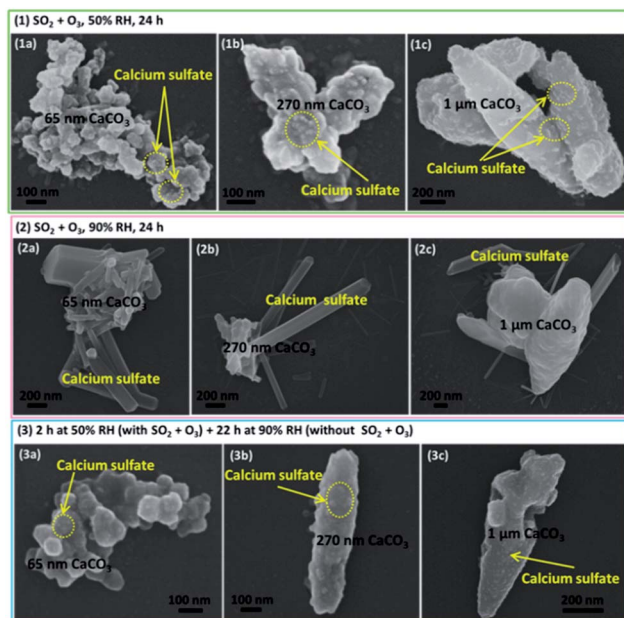 (1) SO₂ + O₃, 50% RH, 24 h
(1a)
Calcium sulfate
65 nm CaCO₃
100 nm
(1b)
270 nm CaCO₃
Calcium sulfate
100 nm
(1c)
1 μm CaCO₃
Calcium sulfate
200 nm
(2) SO₂ + O₃, 90% RH, 24 h
(2a)
65 nm CaCO₃
Calcium sulfate
200 nm
(2b)
Calcium sulfate
270 nm CaCO₃
200 nm
(2c)
Calcium sulfate
1 μm CaCO₃
200 nm
(3) 2 h at 50% RH (with SO₂ + O₃) + 22 h at 90% RH (without SO₂ + O₃)
(3a)
Calcium sulfate
65 nm CaCO₃
100 nm
(3b)
Calcium sulfate
270 nm CaCO₃
100 nm
(3c)
1 μm CaCO₃
Calcium sulfate
200 nm